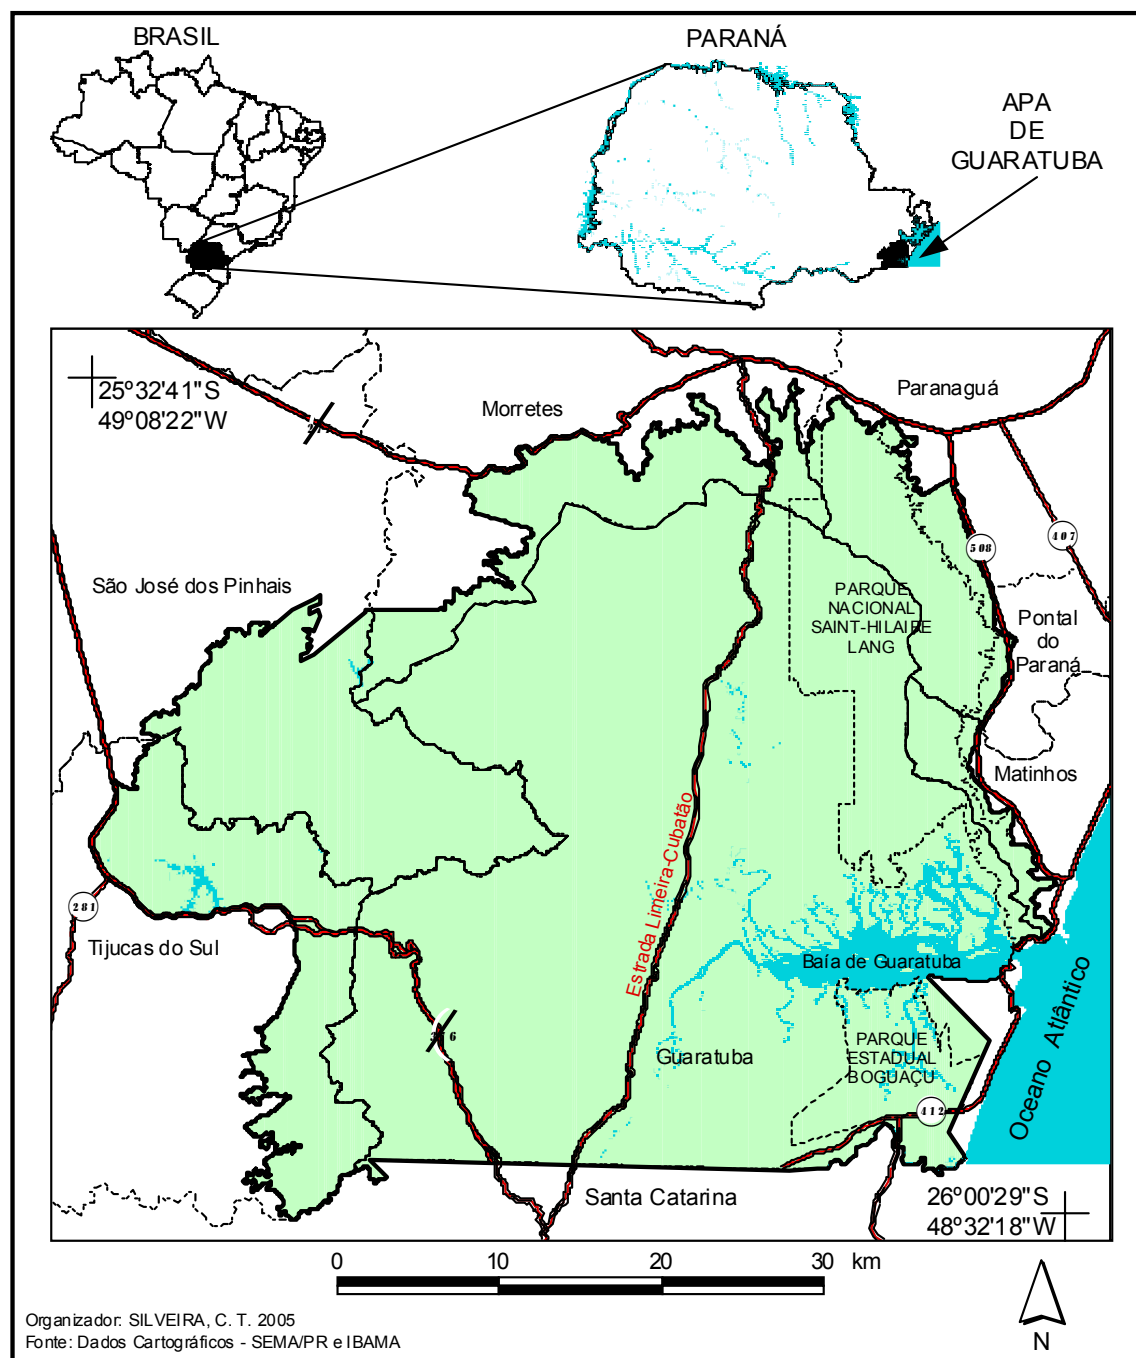 BRASIL
PARANÁ
APA
DE
GUARATUBA
25º32'41"S
49º08'22"W
Morretes
Paranaguá
407
508
São José dos Pinhais
PARQUE
NACIONAL
SAINT-HILAIRE
LANG
Pontal
do
Paraná
Matinhos
Estrada Limeira-Cubatão
281
Tijucas do Sul
Baía de Guaratuba
Oceano Atlântico
Guaratuba
PARQUE
ESTADUAL
BOGUAÇU
412
Santa Catarina
26º00'29"S
48º32'18"W
0 10 20 30 km
N
Organizador: SILVEIRA, C. T. 2005
Fonte: Dados Cartográficos - SEMA/PR e IBAMA